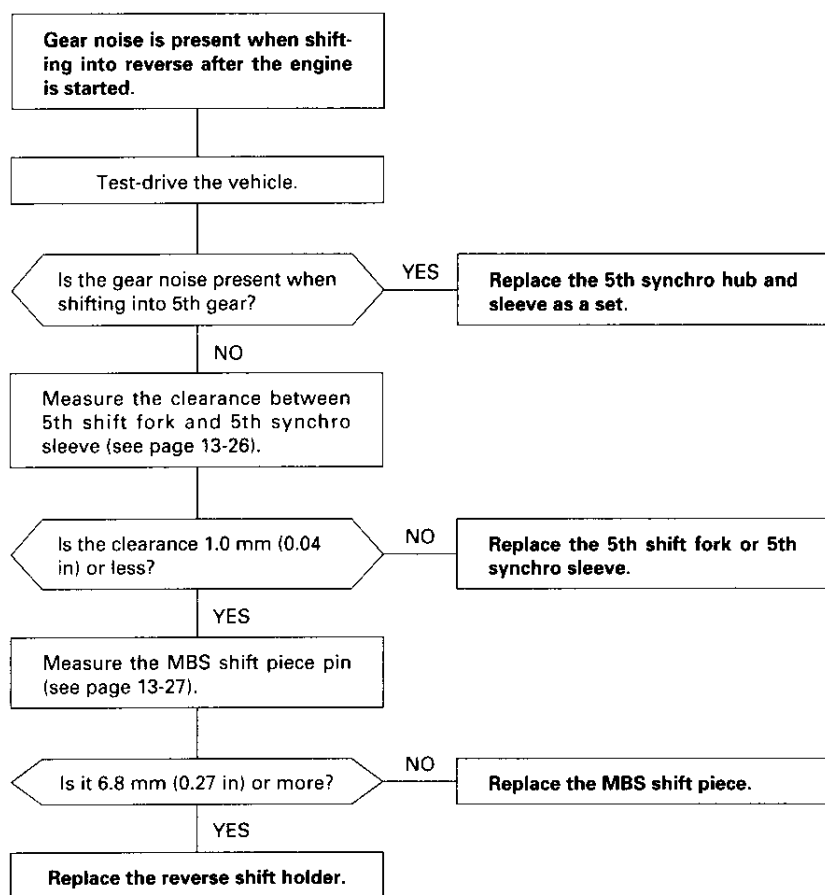 Gear noise is present when shift-
ing into reverse after the engine
is started.
Test-drive the vehicle.
Is the gear noise present when
shifting into 5th gear?
YES
Replace the 5th synchro hub and
sleeve as a set.
NO
Measure the clearance between
5th shift fork and 5th synchro
sleeve (see page 13-26).
Is the clearance 1.0 mm (0.04
in) or less?
NO
Replace the 5th shift fork or 5th
synchro sleeve.
YES
Measure the MBS shift piece pin
(see page 13-27).
Is it 6.8 mm (0.27 in) or more?
NO
Replace the MBS shift piece.
YES
Replace the reverse shift holder.